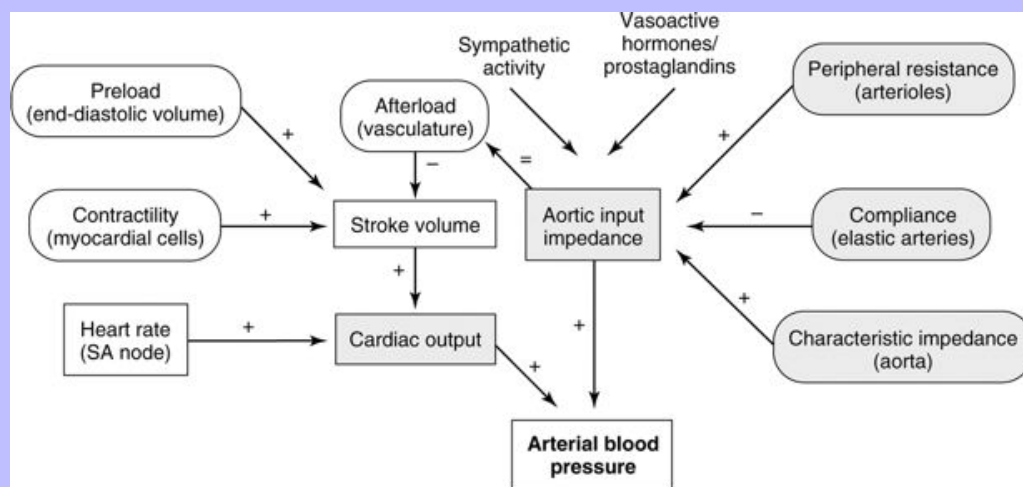 Vasoactive
hormones/
prostaglandins
Sympathetic
activity
Preload
(end-diastolic volume)
+
Afterload
(vasculature)
−
=
Peripheral resistance
(arterioles)
+
Contractility
(myocardial cells)
+
Stroke volume
+
Aortic input
impedance
−
Compliance
(elastic arteries)
+
Heart rate
(SA node)
+
Cardiac output
+
+
Characteristic impedance
(aorta)
Arterial blood
pressure